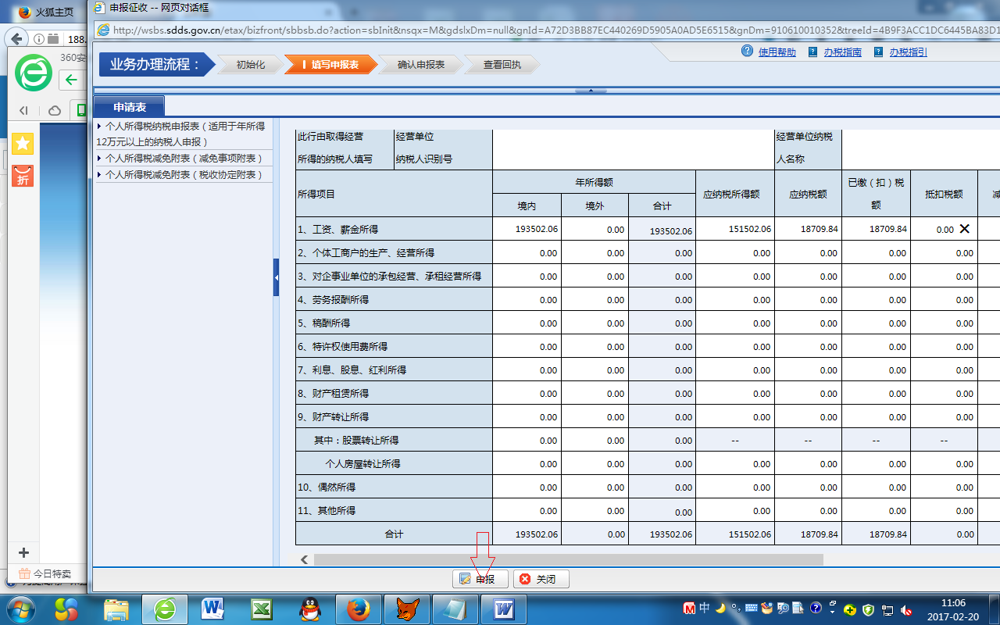 火狐主页
申报征收 -- 网页对话框
http://wsbs.sdds.gov.cn/etax/bizfront/sbbsb.do?action=sbInit&nsqx=M&gdslxDm=null&gnId=A72D3BB87EC440269D5905A0AD5E6515&gnDm=910610010352&treeId=4B9F3ACC1DC6445BA83D1
188.
360安
业务办理流程：
初始化
填写申报表
确认申报表
查看回执
使用帮助
办税指南
办税指引
申请表
个人所得税纳税申报表（适用于年所得
12万元以上的纳税人申报）
个人所得税减免附表（减免事项附表）
个人所得税减免附表（税收协定附表）
折
今日特卖
此行由取得经营
所得的纳税人填写
经营单位
纳税人识别号
经营单位纳税
人名称
所得项目
年所得额
境内 境外 合计
应纳税所得额
应纳税额
已缴（扣）税
额
抵扣税额
1、工资、薪金所得 193502.06 0.00 193502.06 151502.06 18709.84 18709.84 0.00
2、个体工商户的生产、经营所得 0.00 0.00 0.00 0.00 0.00 0.00 0.00
3、对企事业单位的承包经营、承租经营所得 0.00 0.00 0.00 0.00 0.00 0.00 0.00
4、劳务报酬所得 0.00 0.00 0.00 0.00 0.00 0.00 0.00
5、稿酬所得 0.00 0.00 0.00 0.00 0.00 0.00 0.00
6、特许权使用费所得 0.00 0.00 0.00 0.00 0.00 0.00 0.00
7、利息、股息、红利所得 0.00 0.00 0.00 0.00 0.00 0.00 0.00
8、财产租赁所得 0.00 0.00 0.00 0.00 0.00 0.00 0.00
9、财产转让所得 0.00 0.00 0.00 0.00 0.00 0.00 0.00
其中：股票转让所得 0.00 0.00 0.00 -- -- -- --
个人房屋转让所得 0.00 0.00 0.00 0.00 0.00 0.00 0.00
10、偶然所得 0.00 0.00 0.00 0.00 0.00 0.00 0.00
11、其他所得 0.00 0.00 0.00 0.00 0.00 0.00 0.00
合计 193502.06 0.00 193502.06 151502.06 18709.84 18709.84 0.00
申报
关闭
中
11:06
2017-02-20